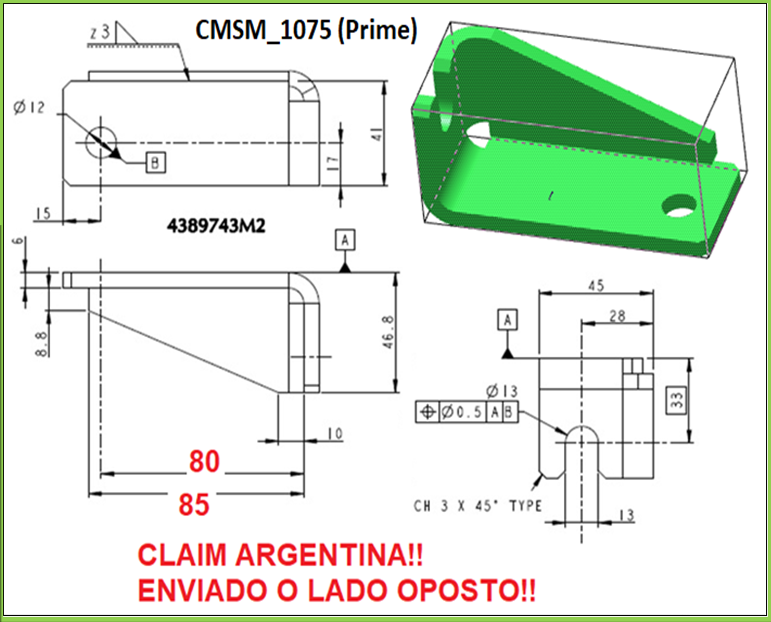 CMSM_1075 (Prime)
z 3
Ø12
B
41
17
15
4389743M2
A
6
8.8
46.8
10
80
85
45
28
A
33
Ø13
Ø0.5 A B
CH 3 X 45° TYPE
13
CLAIM ARGENTINA!!
ENVIADO O LADO OPOSTO!!